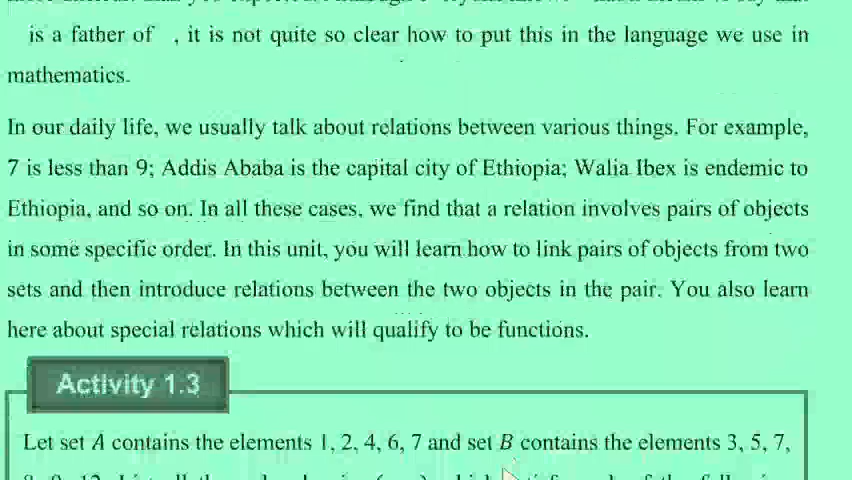 is a father of , it is not quite so clear how to put this in the language we use in
mathematics.
In our daily life, we usually talk about relations between various things. For example,
7 is less than 9; Addis Ababa is the capital city of Ethiopia; Walia Ibex is endemic to
Ethiopia, and so on. In all these cases, we find that a relation involves pairs of objects
in some specific order. In this unit, you will learn how to link pairs of objects from two
sets and then introduce relations between the two objects in the pair. You also learn
here about special relations which will qualify to be functions.
Activity 1.3
Let set A contains the elements 1, 2, 4, 6, 7 and set B contains the elements 3, 5, 7,